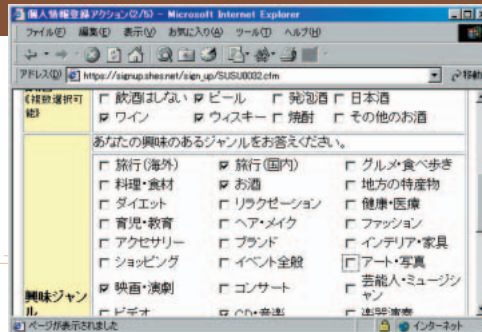 個人情報登録アクション(2/5) - Microsoft Internet Explorer
ファイル(F) 編集(E) 表示(V) お気に入り(A) ツール(T) ヘルプ(H)
アドレス(D) https://signup.shes.net/sign_up/SUSU0032.cfm 移動
(複数選択可能) 飲酒はしない ビール 発泡酒 日本酒
ワイン ウィスキー 焼酎 その他のお酒
あなたの興味のあるジャンルをお答えください。
旅行(海外) 旅行(国内) グルメ・食べ歩き
料理・食材 お酒 地方の特産物
ダイエット リラクゼーション 健康・医療
育児・教育 ヘア・メイク ファッション
アクセサリー ブランド インテリア・家具
ショッピング イベント全般 アート・写真
興味ジャンル 映画・演劇 コンサート 芸能人・ミュージシャン
ビデオ CD・音楽 楽器演奏
ページが表示されました インターネット